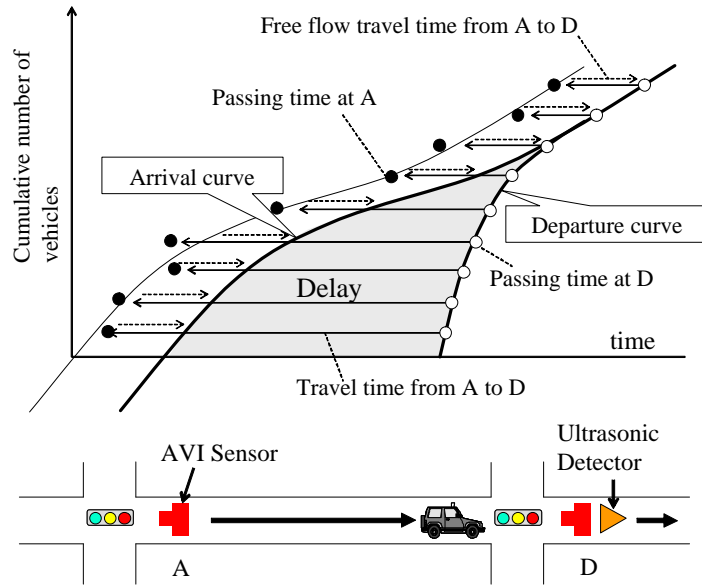 Free flow travel time from A to D
Cumulative number of
vehicles
Passing time at A
Arrival curve
Departure curve
Passing time at D
Delay
time
Travel time from A to D
Ultrasonic
Detector
AVI Sensor
A
D